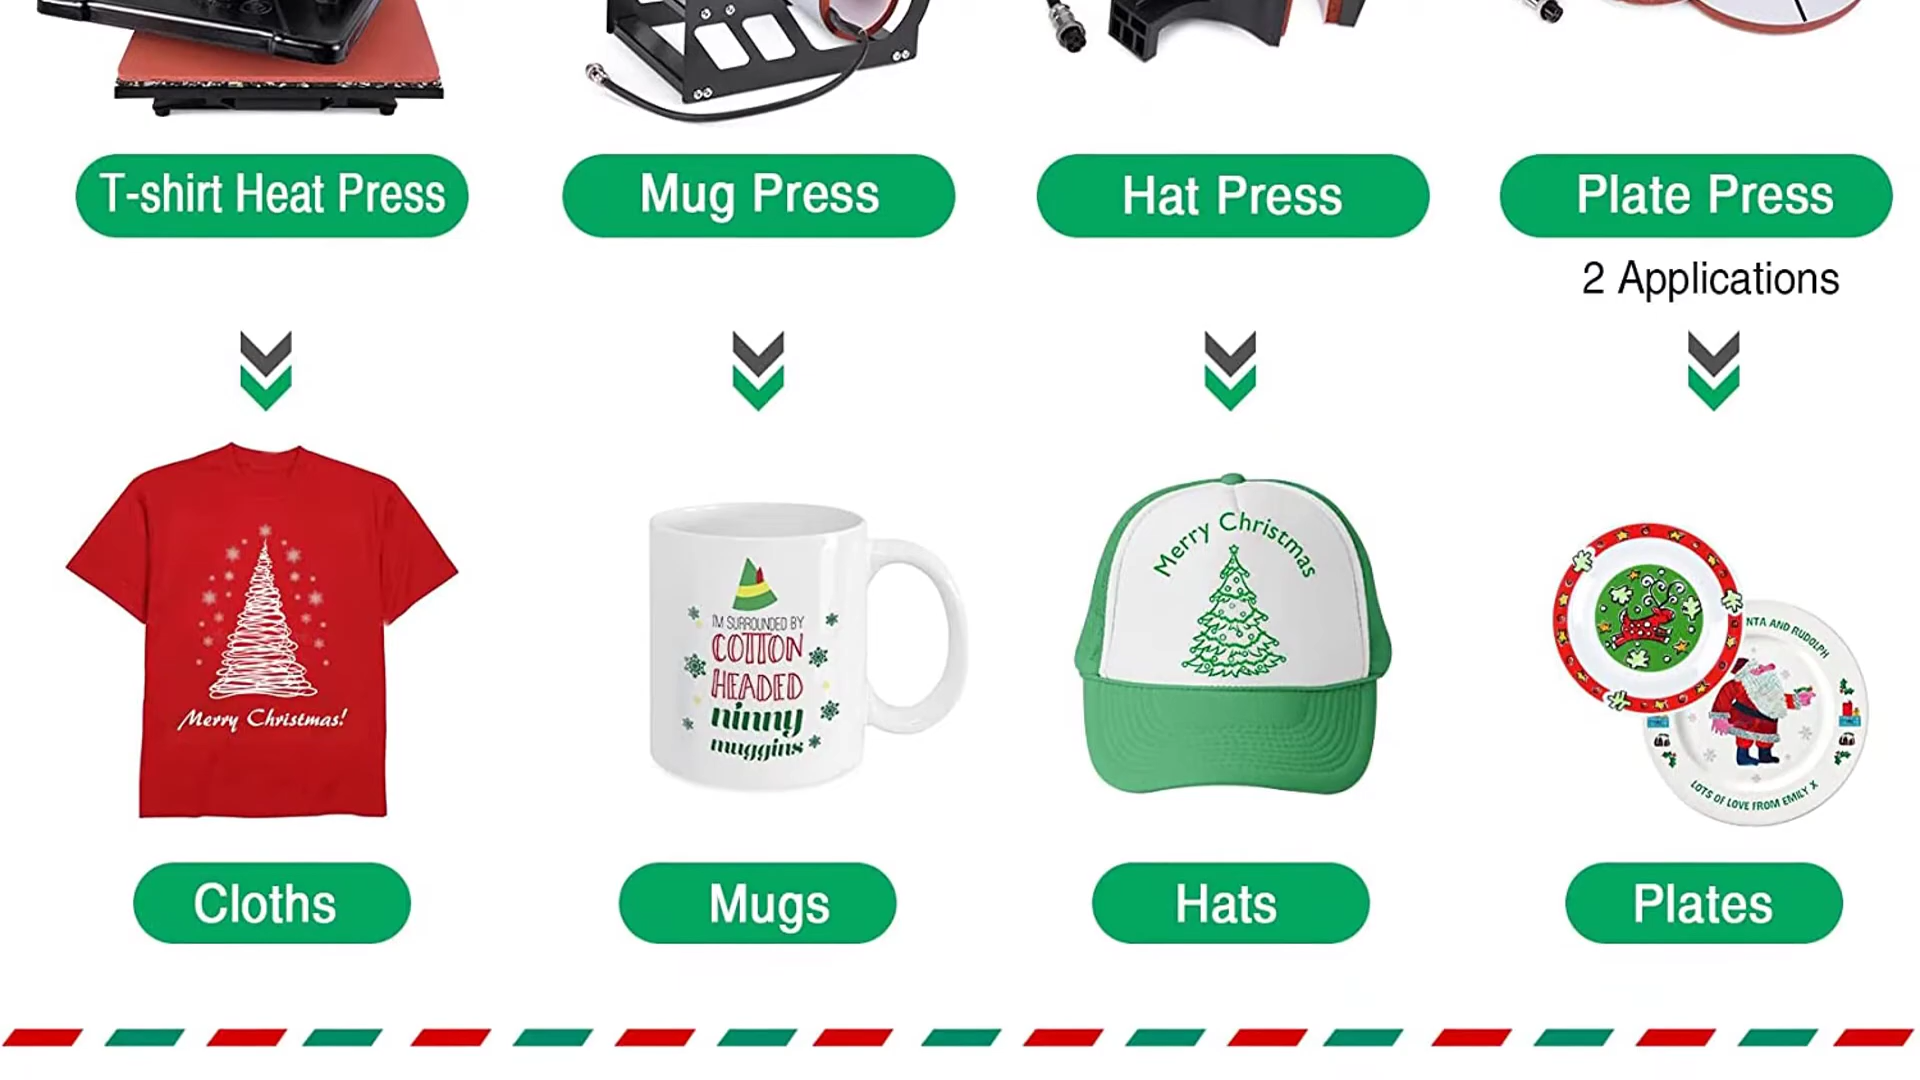 T-shirt Heat Press
Mug Press
Hat Press
Plate Press
2 Applications
Merry Christmas!
I'M SURROUNDED BY
COTTON
HEADED
ninny
muggins
Merry Christmas
NTA AND RUDOLPH
LOTS OF LOVE FROM EMILY X
Cloths
Mugs
Hats
Plates